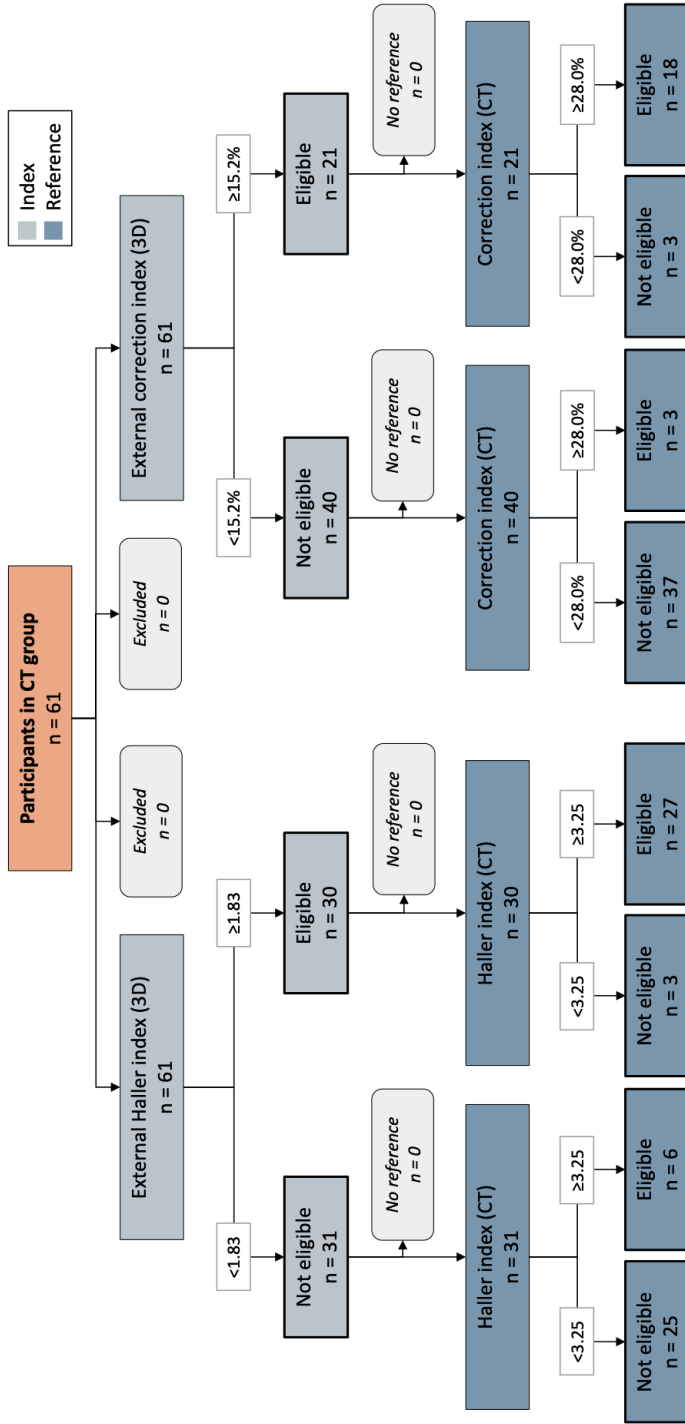 Participants in CT group
n = 61
Index
Reference
External Haller index (3D)
n = 61
Excluded
n = 0
Excluded
n = 0
External correction index (3D)
n = 61
<1.83
≥1.83
<15.2%
≥15.2%
Not eligible
n = 31
Eligible
n = 30
Not eligible
n = 40
Eligible
n = 21
No reference
n = 0
No reference
n = 0
No reference
n = 0
No reference
n = 0
Haller index (CT)
n = 31
Haller index (CT)
n = 30
Correction index (CT)
n = 40
Correction index (CT)
n = 21
<3.25
≥3.25
<3.25
≥3.25
<28.0%
≥28.0%
<28.0%
≥28.0%
Not eligible
n = 25
Eligible
n = 6
Not eligible
n = 3
Eligible
n = 27
Not eligible
n = 37
Eligible
n = 3
Not eligible
n = 3
Eligible
n = 18